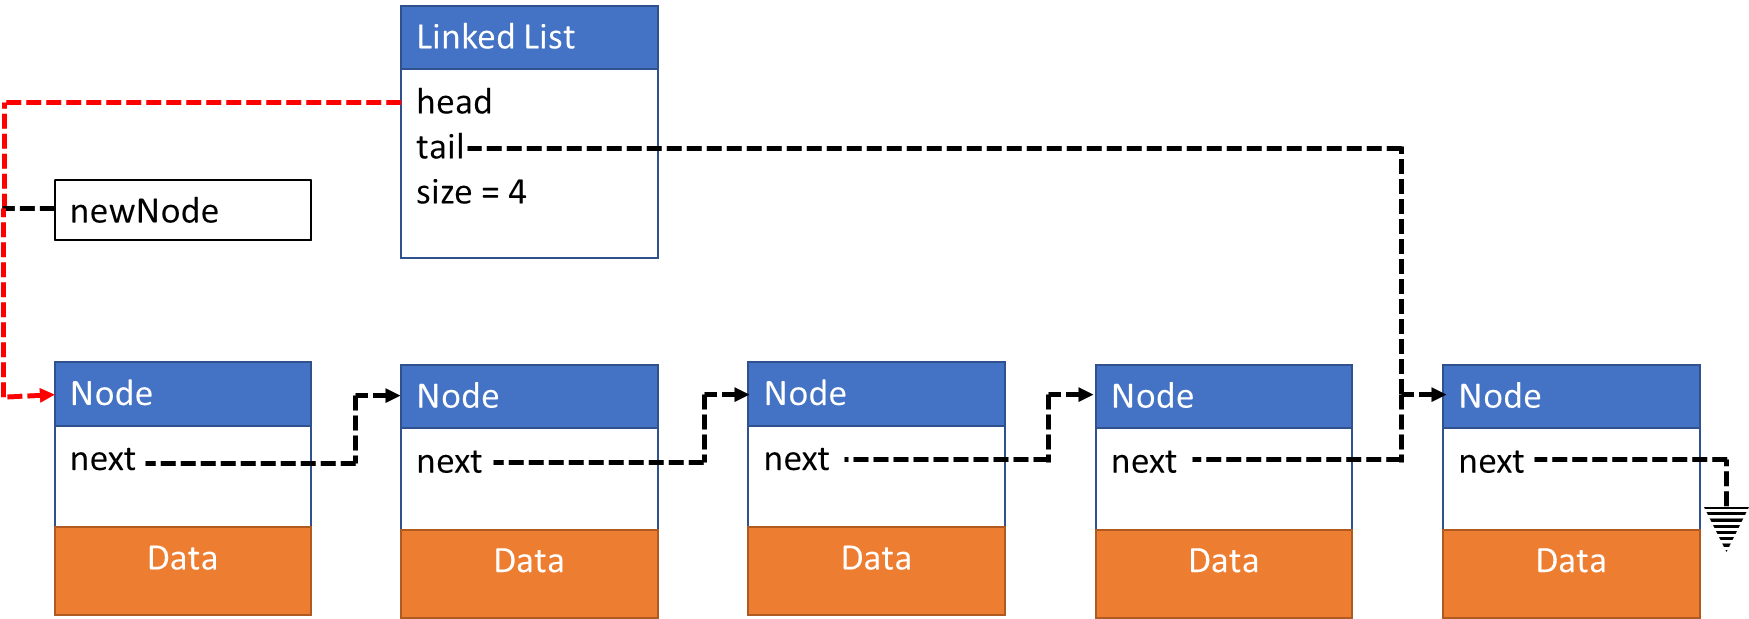 Linked List
head
tail
size = 4
newNode
Node
next
Data
Node
next
Data
Node
next
Data
Node
next
Data
Node
next
Data